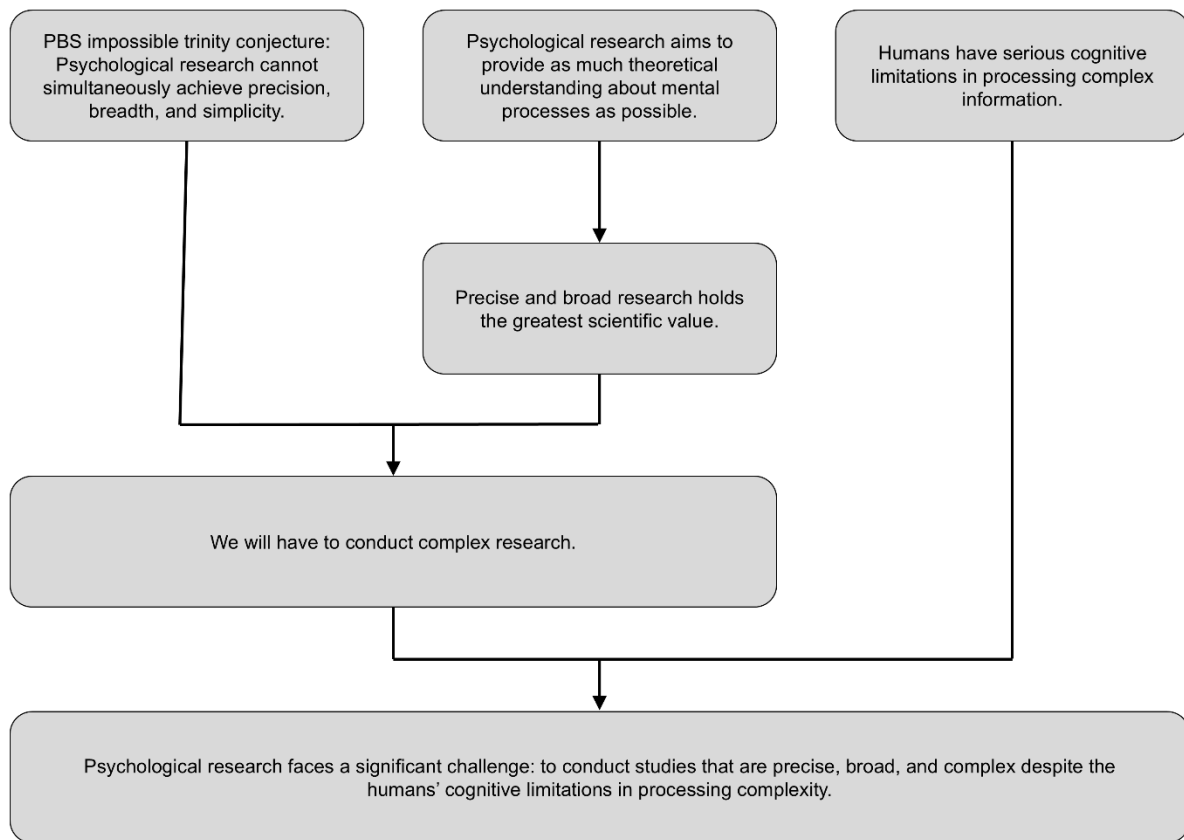 PBS impossible trinity conjecture:
Psychological research cannot
simultaneously achieve precision,
breadth, and simplicity.
Psychological research aims to
provide as much theoretical
understanding about mental
processes as possible.
Humans have serious cognitive
limitations in processing complex
information.
Precise and broad research holds
the greatest scientific value.
We will have to conduct complex research.
Psychological research faces a significant challenge: to conduct studies that are precise, broad, and complex despite the
humans’ cognitive limitations in processing complexity.